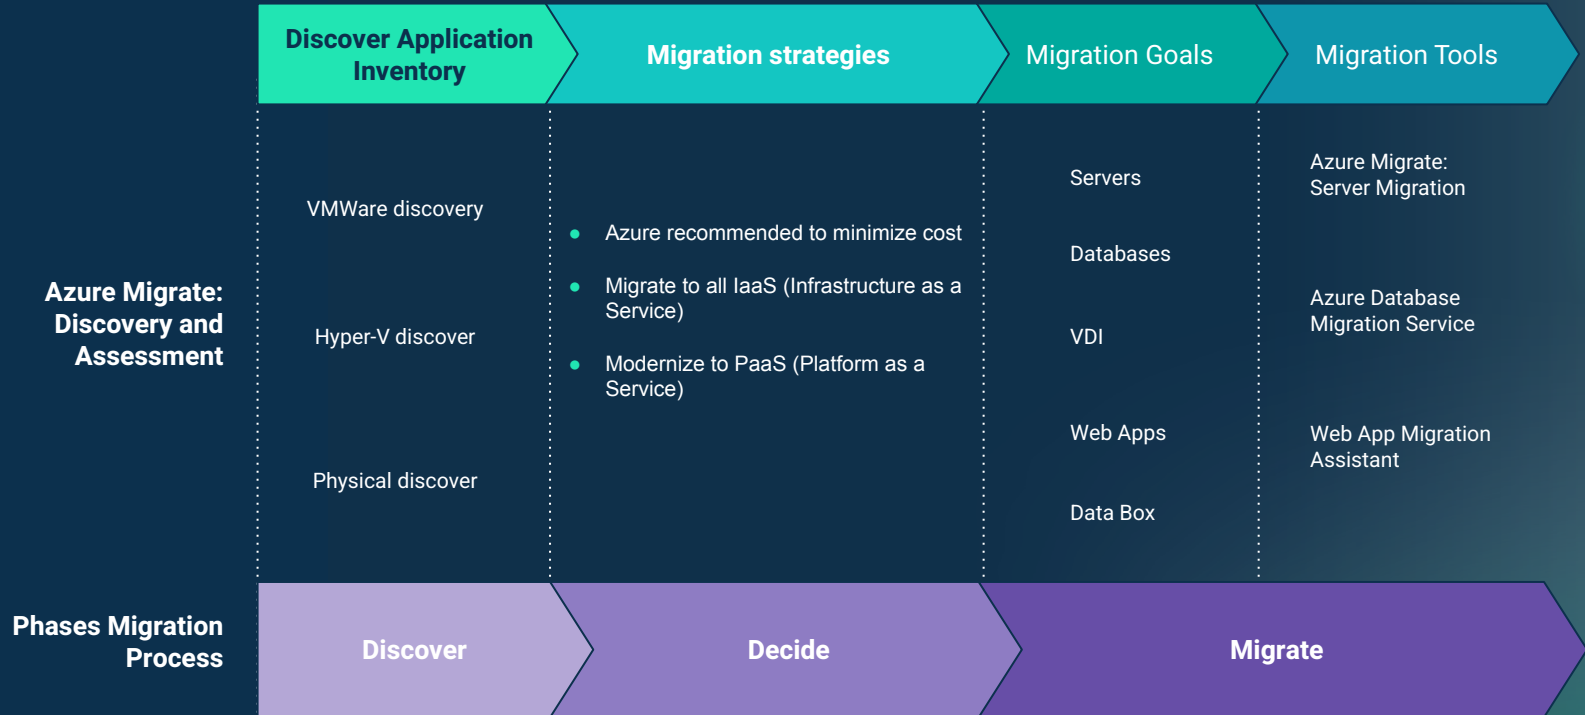 Discover Application
Inventory
Migration strategies
Migration Goals
Migration Tools
Azure Migrate:
Discovery and
Assessment
VMWare discovery
Hyper-V discover
Physical discover
● Azure recommended to minimize cost
● Migrate to all IaaS (Infrastructure as a
Service)
● Modernize to PaaS (Platform as a
Service)
Servers
Databases
VDI
Web Apps
Data Box
Azure Migrate:
Server Migration
Azure Database
Migration Service
Web App Migration
Assistant
Phases Migration
Process
Discover
Decide
Migrate